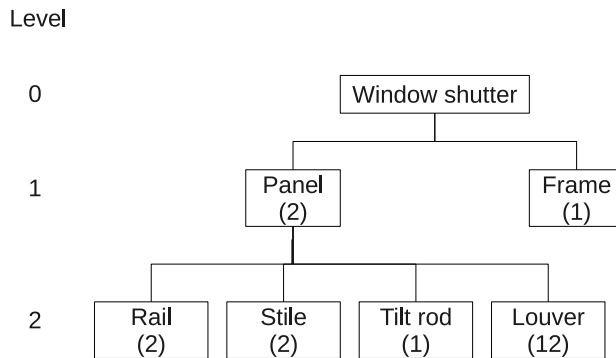 Level
0
Window shutter
1
Panel
(2)
Frame
(1)
2
Rail
(2)
Stile
(2)
Tilt rod
(1)
Louver
(12)